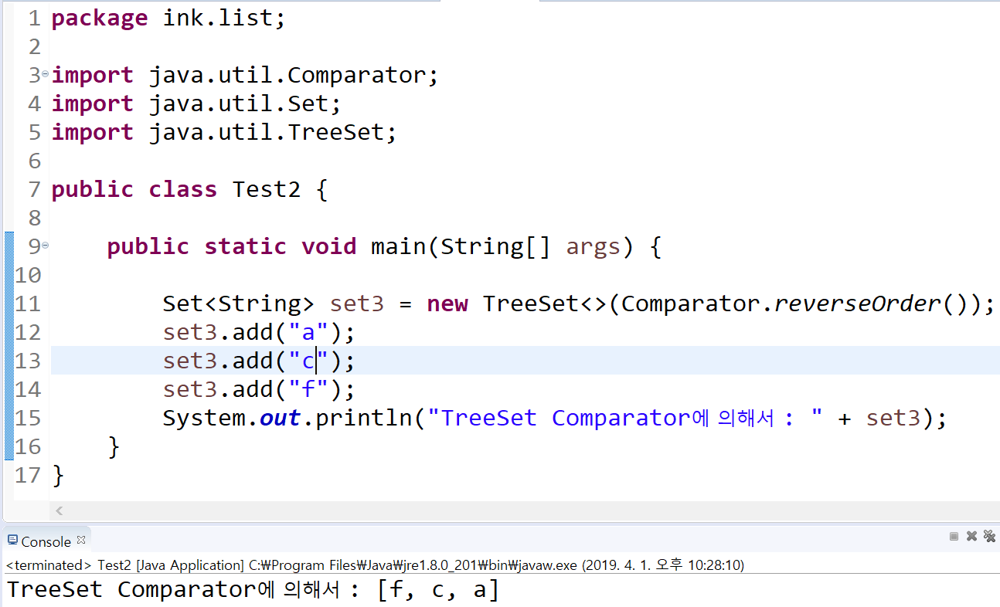 1 package ink.list;
2
3 import java.util.Comparator;
4 import java.util.Set;
5 import java.util.TreeSet;
6
7 public class Test2 {
8
9     public static void main(String[] args) {
10
11         Set<String> set3 = new TreeSet<>(Comparator.reverseOrder());
12         set3.add("a");
13         set3.add("c");
14         set3.add("f");
15         System.out.println("TreeSet Comparator에 의해서 : " + set3);
16     }
17 }
Console
<terminated> Test2 [Java Application] C:₩Program Files₩Java₩jre1.8.0_201₩bin₩javaw.exe (2019. 4. 1. 오후 10:28:10)
TreeSet Comparator에 의해서 : [f, c, a]